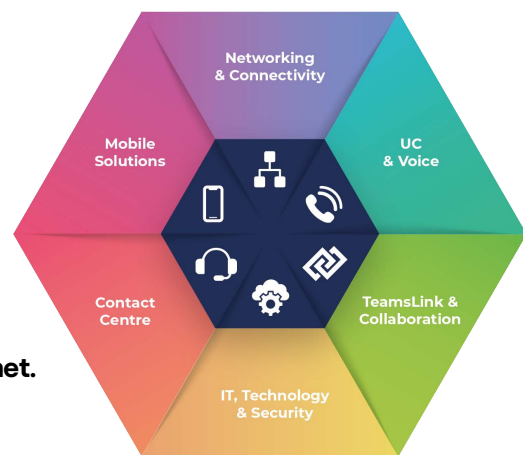 Networking
& Connectivity
Mobile
Solutions
UC
& Voice
Contact
Centre
TeamsLink &
Collaboration
net.
IT, Technology
& Security